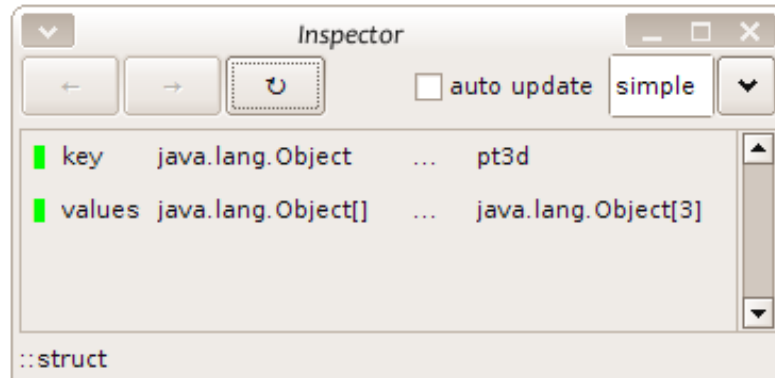 Inspector
← → ↻ auto update simple
key java.lang.Object ... pt3d
values java.lang.Object[] ... java.lang.Object[3]
::struct